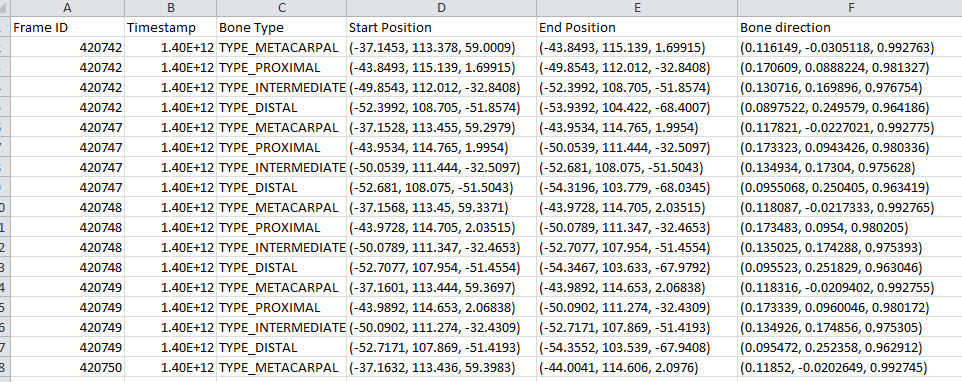 A B C D E F
Frame ID Timestamp Bone Type Start Position End Position Bone direction
420742 1.40E+12 TYPE_METACARPAL (-37.1453, 113.378, 59.0009) (-43.8493, 115.139, 1.69915) (0.116149, -0.0305118, 0.992763)
420742 1.40E+12 TYPE_PROXIMAL (-43.8493, 115.139, 1.69915) (-49.8543, 112.012, -32.8408) (0.170609, 0.0888224, 0.981327)
420742 1.40E+12 TYPE_INTERMEDIATE (-49.8543, 112.012, -32.8408) (-52.3992, 108.705, -51.8574) (0.130716, 0.169896, 0.976754)
420742 1.40E+12 TYPE_DISTAL (-52.3992, 108.705, -51.8574) (-53.9392, 104.422, -68.4007) (0.0897522, 0.249579, 0.964186)
420747 1.40E+12 TYPE_METACARPAL (-37.1528, 113.455, 59.2979) (-43.9534, 114.765, 1.9954) (0.117821, -0.0227021, 0.992775)
420747 1.40E+12 TYPE_PROXIMAL (-43.9534, 114.765, 1.9954) (-50.0539, 111.444, -32.5097) (0.173323, 0.0943426, 0.980336)
420747 1.40E+12 TYPE_INTERMEDIATE (-50.0539, 111.444, -32.5097) (-52.681, 108.075, -51.5043) (0.134934, 0.17304, 0.975628)
420747 1.40E+12 TYPE_DISTAL (-52.681, 108.075, -51.5043) (-54.3196, 103.779, -68.0345) (0.0955068, 0.250405, 0.963419)
420748 1.40E+12 TYPE_METACARPAL (-37.1568, 113.45, 59.3371) (-43.9728, 114.705, 2.03515) (0.118087, -0.0217333, 0.992765)
420748 1.40E+12 TYPE_PROXIMAL (-43.9728, 114.705, 2.03515) (-50.0789, 111.347, -32.4653) (0.173483, 0.0954, 0.980205)
420748 1.40E+12 TYPE_INTERMEDIATE (-50.0789, 111.347, -32.4653) (-52.7077, 107.954, -51.4554) (0.135025, 0.174288, 0.975393)
420748 1.40E+12 TYPE_DISTAL (-52.7077, 107.954, -51.4554) (-54.3467, 103.633, -67.9792) (0.095523, 0.251829, 0.963046)
420749 1.40E+12 TYPE_METACARPAL (-37.1601, 113.444, 59.3697) (-43.9892, 114.653, 2.06838) (0.118316, -0.0209402, 0.992755)
420749 1.40E+12 TYPE_PROXIMAL (-43.9892, 114.653, 2.06838) (-50.0902, 111.274, -32.4309) (0.173339, 0.0960046, 0.980172)
420749 1.40E+12 TYPE_INTERMEDIATE (-50.0902, 111.274, -32.4309) (-52.7171, 107.869, -51.4193) (0.134926, 0.174856, 0.975305)
420749 1.40E+12 TYPE_DISTAL (-52.7171, 107.869, -51.4193) (-54.3552, 103.539, -67.9408) (0.095472, 0.252358, 0.962912)
420750 1.40E+12 TYPE_METACARPAL (-37.1632, 113.436, 59.3983) (-44.0041, 114.606, 2.0976) (0.11852, -0.0202649, 0.992745)